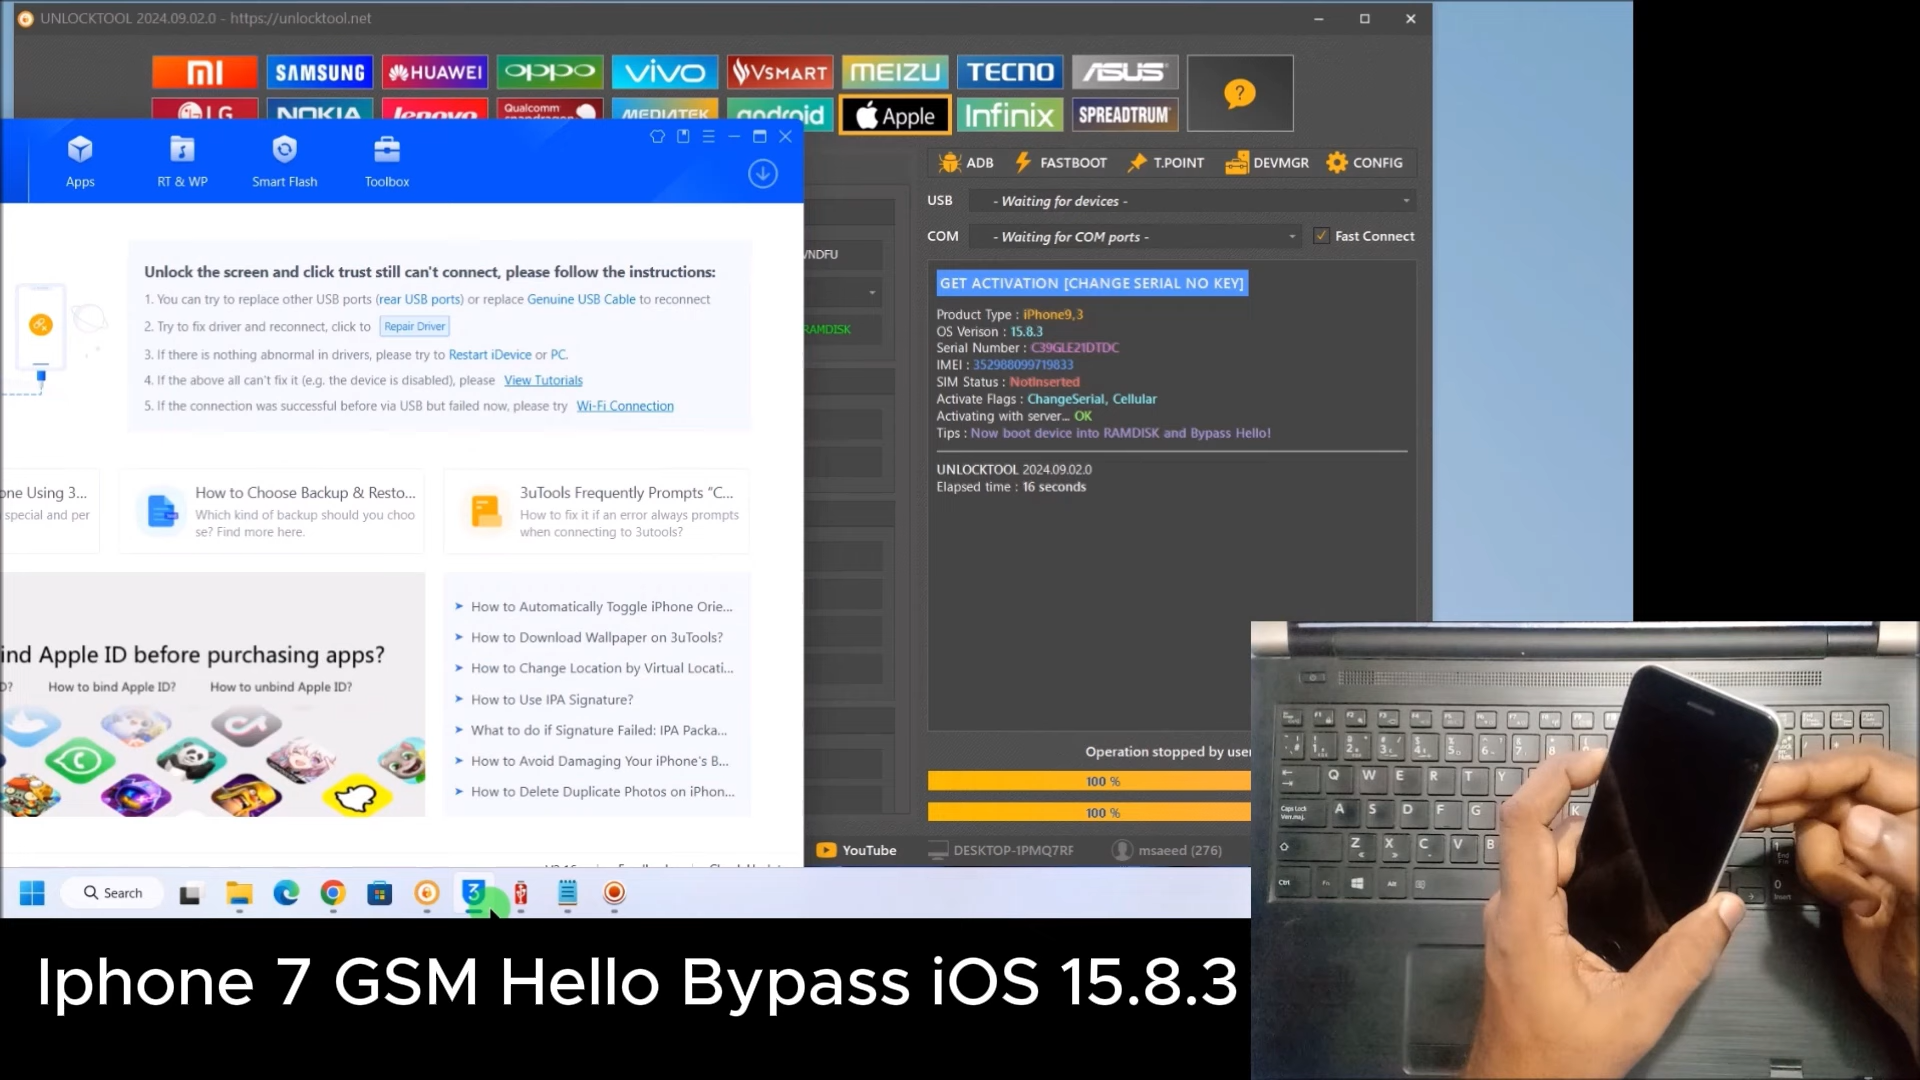 UNLOCKTOOL 2024.09.02.0 - https://unlocktool.net
MI SAMSUNG HUAWEI OPPO vivo VSMART MEIZU TECNO ASUS
LG NOKIA Lenovo Qualcomm snapdragon MEDIATEK android Apple Infinix SPREADTRUM
Apps
RT & WP
Smart Flash
Toolbox
ADB FASTBOOT T.POINT DEVMGR CONFIG
USB - Waiting for devices -
COM - Waiting for COM ports - Fast Connect
RAMDISK
Unlock the screen and click trust still can't connect, please follow the instructions:
1. You can try to replace other USB ports (rear USB ports) or replace Genuine USB Cable to reconnect
2. Try to fix driver and reconnect, click to Repair Driver
3. If there is nothing abnormal in drivers, please try to Restart iDevice or PC.
4. If the above all can't fix it (e.g. the device is disabled), please View Tutorials
5. If the connection was successful before via USB but failed now, please try Wi-Fi Connection
GET ACTIVATION [CHANGE SERIAL NO KEY]
Product Type : iPhone9,3
OS Verison : 15.8.3
Serial Number : C39GLE21DTDC
IMEI : 352988099719833
SIM Status : NotInserted
Activate Flags : ChangeSerial, Cellular
Activating with server... OK
Tips : Now boot device into RAMDISK and Bypass Hello!
UNLOCKTOOL 2024.09.02.0
Elapsed time : 16 seconds
one Using 3...
special and per
How to Choose Backup & Resto...
Which kind of backup should you choo
se? Find more here.
3uTools Frequently Prompts “C...
How to fix it if an error always prompts
when connecting to 3utools?
ind Apple ID before purchasing apps?
D? How to bind Apple ID? How to unbind Apple ID?
How to Automatically Toggle iPhone Orie...
How to Download Wallpaper on 3uTools?
How to Change Location by Virtual Locati...
How to Use IPA Signature?
What to do if Signature Failed: IPA Packa...
How to Avoid Damaging Your iPhone's B...
How to Delete Duplicate Photos on iPhon...
Operation stopped by user
100 %
100 %
YouTube DESKTOP-1PMQ7RF msaeed (276)
Search
Iphone 7 GSM Hello Bypass iOS 15.8.3